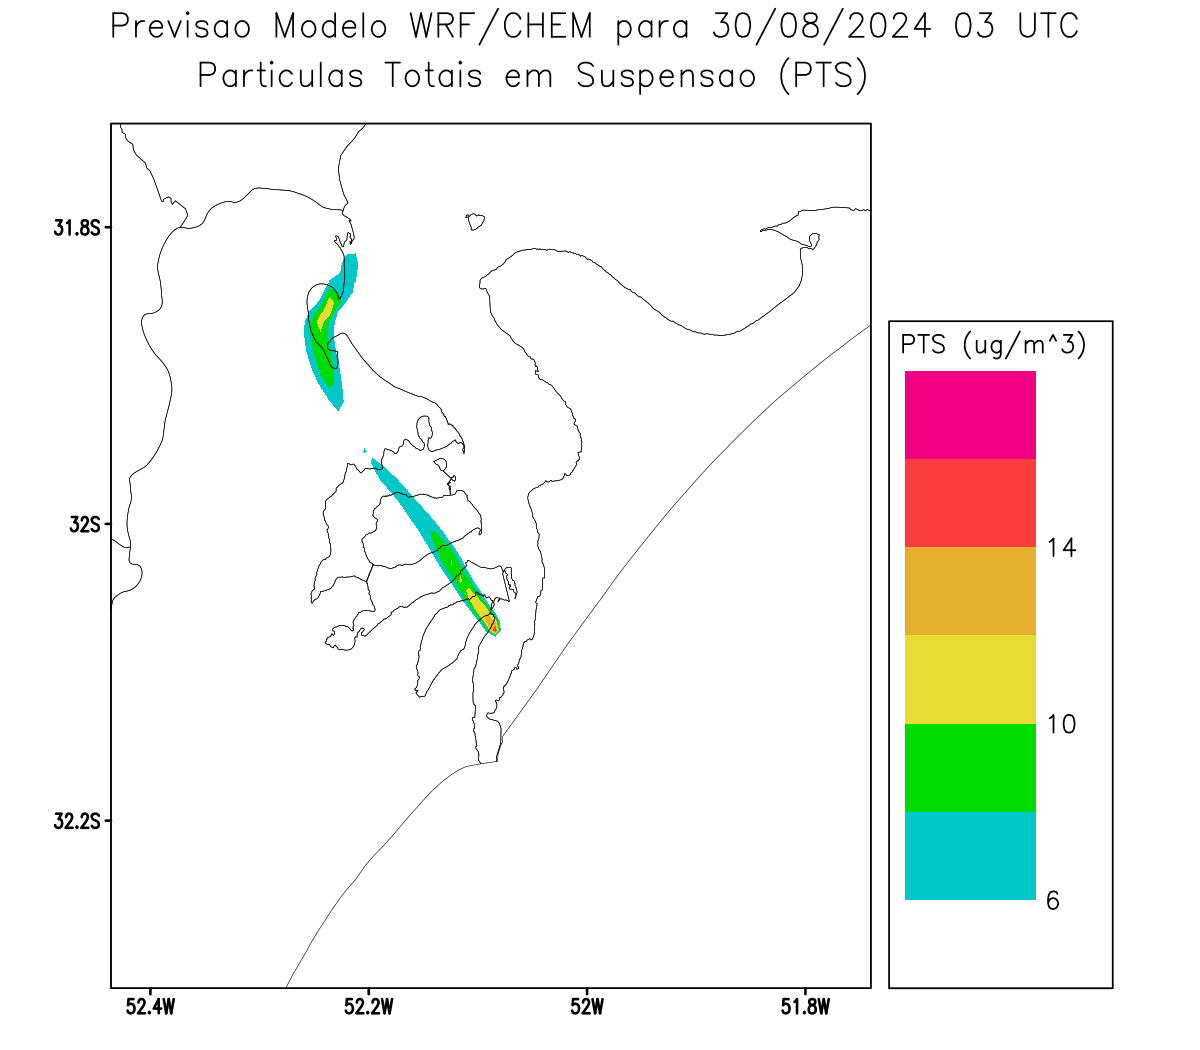 Previsao Modelo WRF/CHEM para 30/08/2024 03 UTC
Particulas Totais em Suspensao (PTS)
31.8S
32S
32.2S
52.4W
52.2W
52W
51.8W
PTS (ug/m^3)
14
10
6